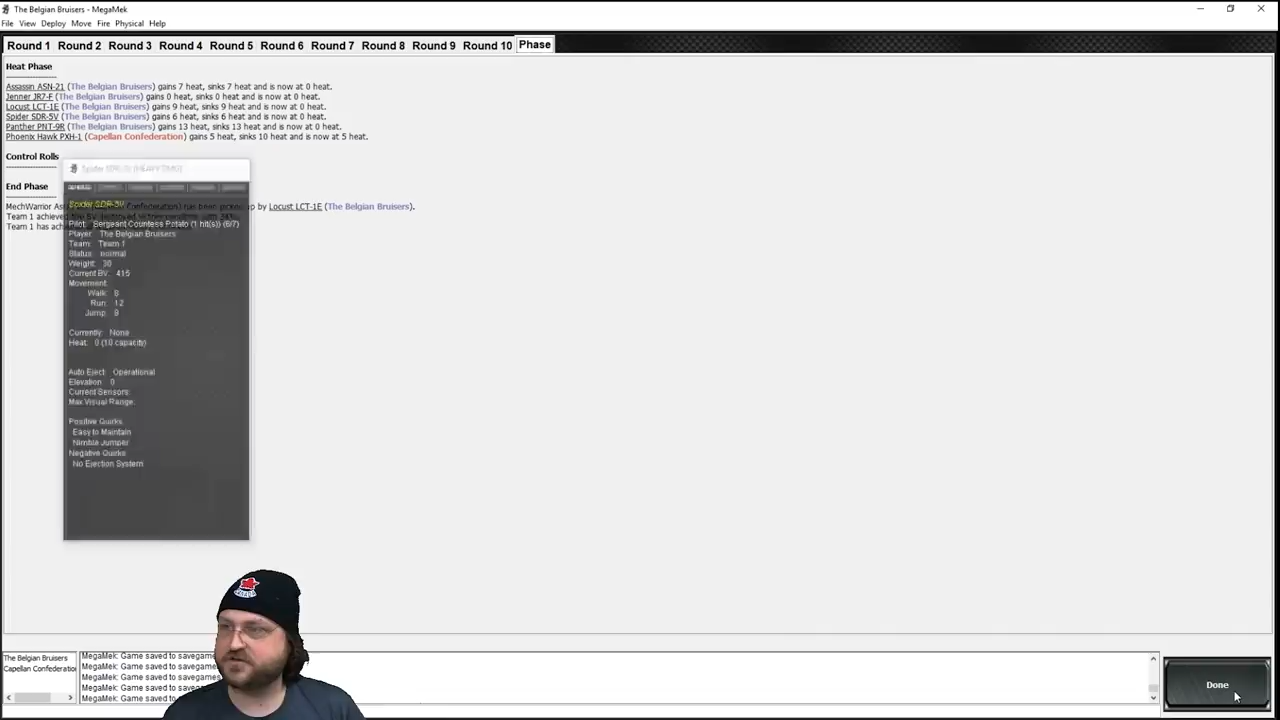 The Belgian Bruisers - MegaMek
File View Deploy Move Fire Physical Help
Round 1 Round 2 Round 3 Round 4 Round 5 Round 6 Round 7 Round 8 Round 9 Round 10 Phase
Heat Phase
Assassin ASN-21 (The Belgian Bruisers) gains 7 heat, sinks 7 heat and is now at 0 heat.
Jenner JR7-F (The Belgian Bruisers) gains 0 heat, sinks 0 heat and is now at 0 heat.
Locust LCT-1E (The Belgian Bruisers) gains 9 heat, sinks 9 heat and is now at 0 heat.
Spider SDR-5V (The Belgian Bruisers) gains 6 heat, sinks 6 heat and is now at 0 heat.
Panther PNT-9R (The Belgian Bruisers) gains 13 heat, sinks 13 heat and is now at 0 heat.
Phoenix Hawk PXH-1 (Capellan Confederation) gains 5 heat, sinks 10 heat and is now at 5 heat.
Control Rolls
End Phase
MechWarrior As by Locust LCT-1E (The Belgian Bruisers).
Team 1 achieved
Team 1 has
Spider SDR-5V
Pilot: Sergeant Countess Potato (1 hit(s)) (6/7)
Player: The Belgian Bruisers
Team: Team 1
Status: normal
Weight: 30
Current BV: 415
Movement:
Walk: 8
Run: 12
Jump: 8
Currently: None
Heat: 0 (10 capacity)
Auto Eject: Operational
Elevation: 0
Current Sensors:
Max Visual Range:
Positive Quirks:
Easy to Maintain
Nimble Jumper
Negative Quirks:
No Ejection System
The Belgian Bruisers
Capellan Confederatio
MegaMek: Game saved to savegame
MegaMek: Game saved to savegames
MegaMek: Game saved to savegames
MegaMek: Game saved to save
MegaMek: Game saved to sav
Done